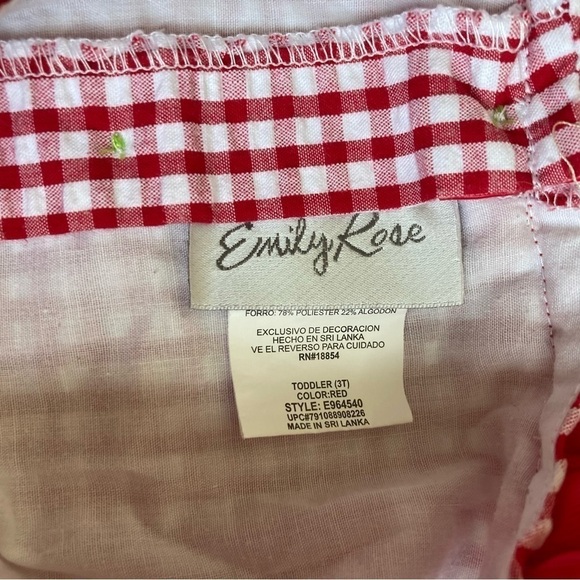 Emily Rose
FORRO: 78% POLIESTER 22% ALGODON
EXCLUSIVO DE DECORACION
HECHO EN SRI LANKA
VE EL REVERSO PARA CUIDADO
RN#18854
TODDLER (3T)
COLOR:RED
STYLE: E964540
UPC#791088908226
MADE IN SRI LANKA